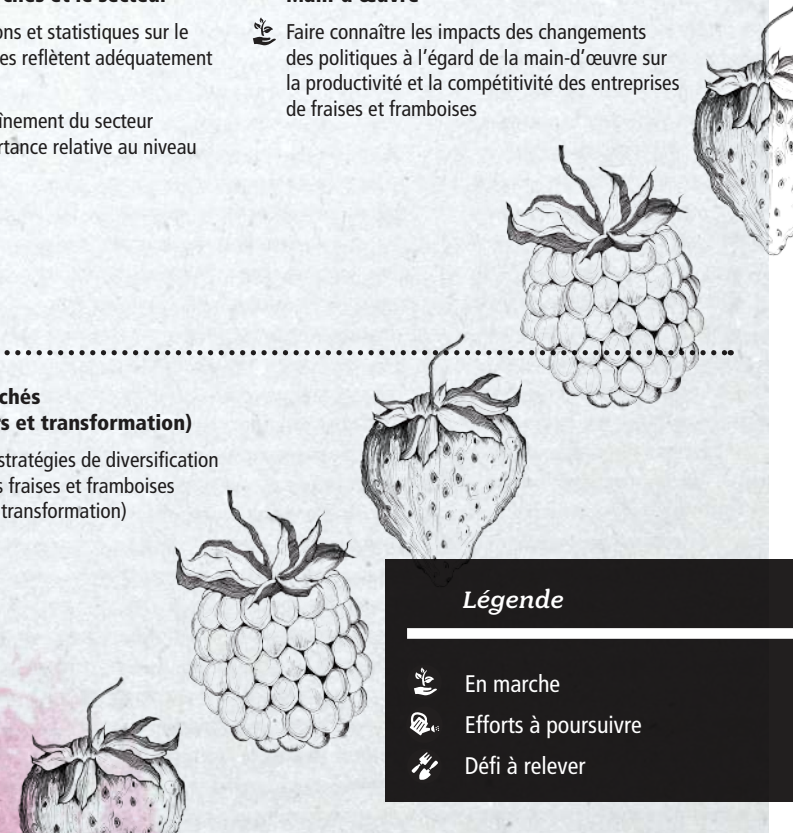 ons et statistiques sur le
es reflètent adéquatement
înement du secteur
rtance relative au niveau
Faire connaître les impacts des changements
des politiques à l'égard de la main-d'œuvre sur
la productivité et la compétitivité des entreprises
de fraises et framboises
chés
s et transformation)
stratégies de diversification
s fraises et framboises
transformation)
Légende
En marche
Efforts à poursuivre
Défi à relever